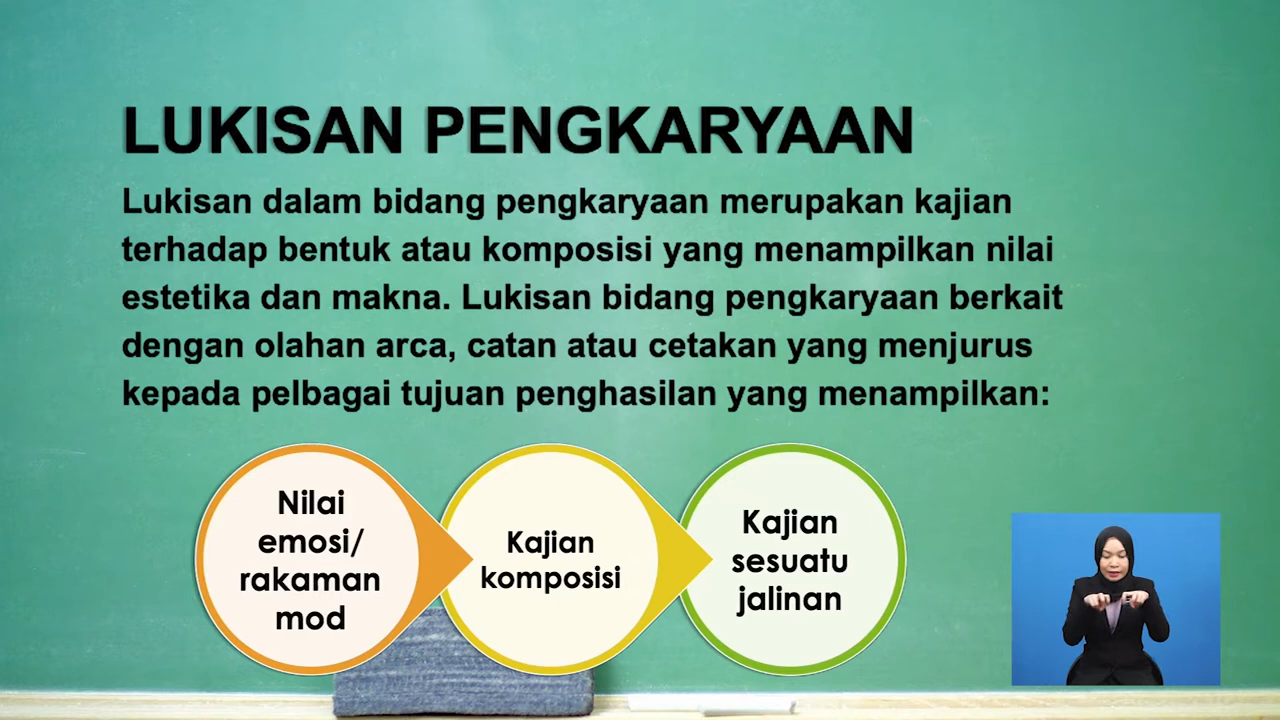 LUKISAN PENGKARYAAN
Lukisan dalam bidang pengkaryaan merupakan kajian
terhadap bentuk atau komposisi yang menampilkan nilai
estetika dan makna. Lukisan bidang pengkaryaan berkait
dengan olahan arca, catan atau cetakan yang menjurus
kepada pelbagai tujuan penghasilan yang menampilkan:
Nilai
emosi/
rakaman
mod
Kajian
komposisi
Kajian
sesuatu
jalinan